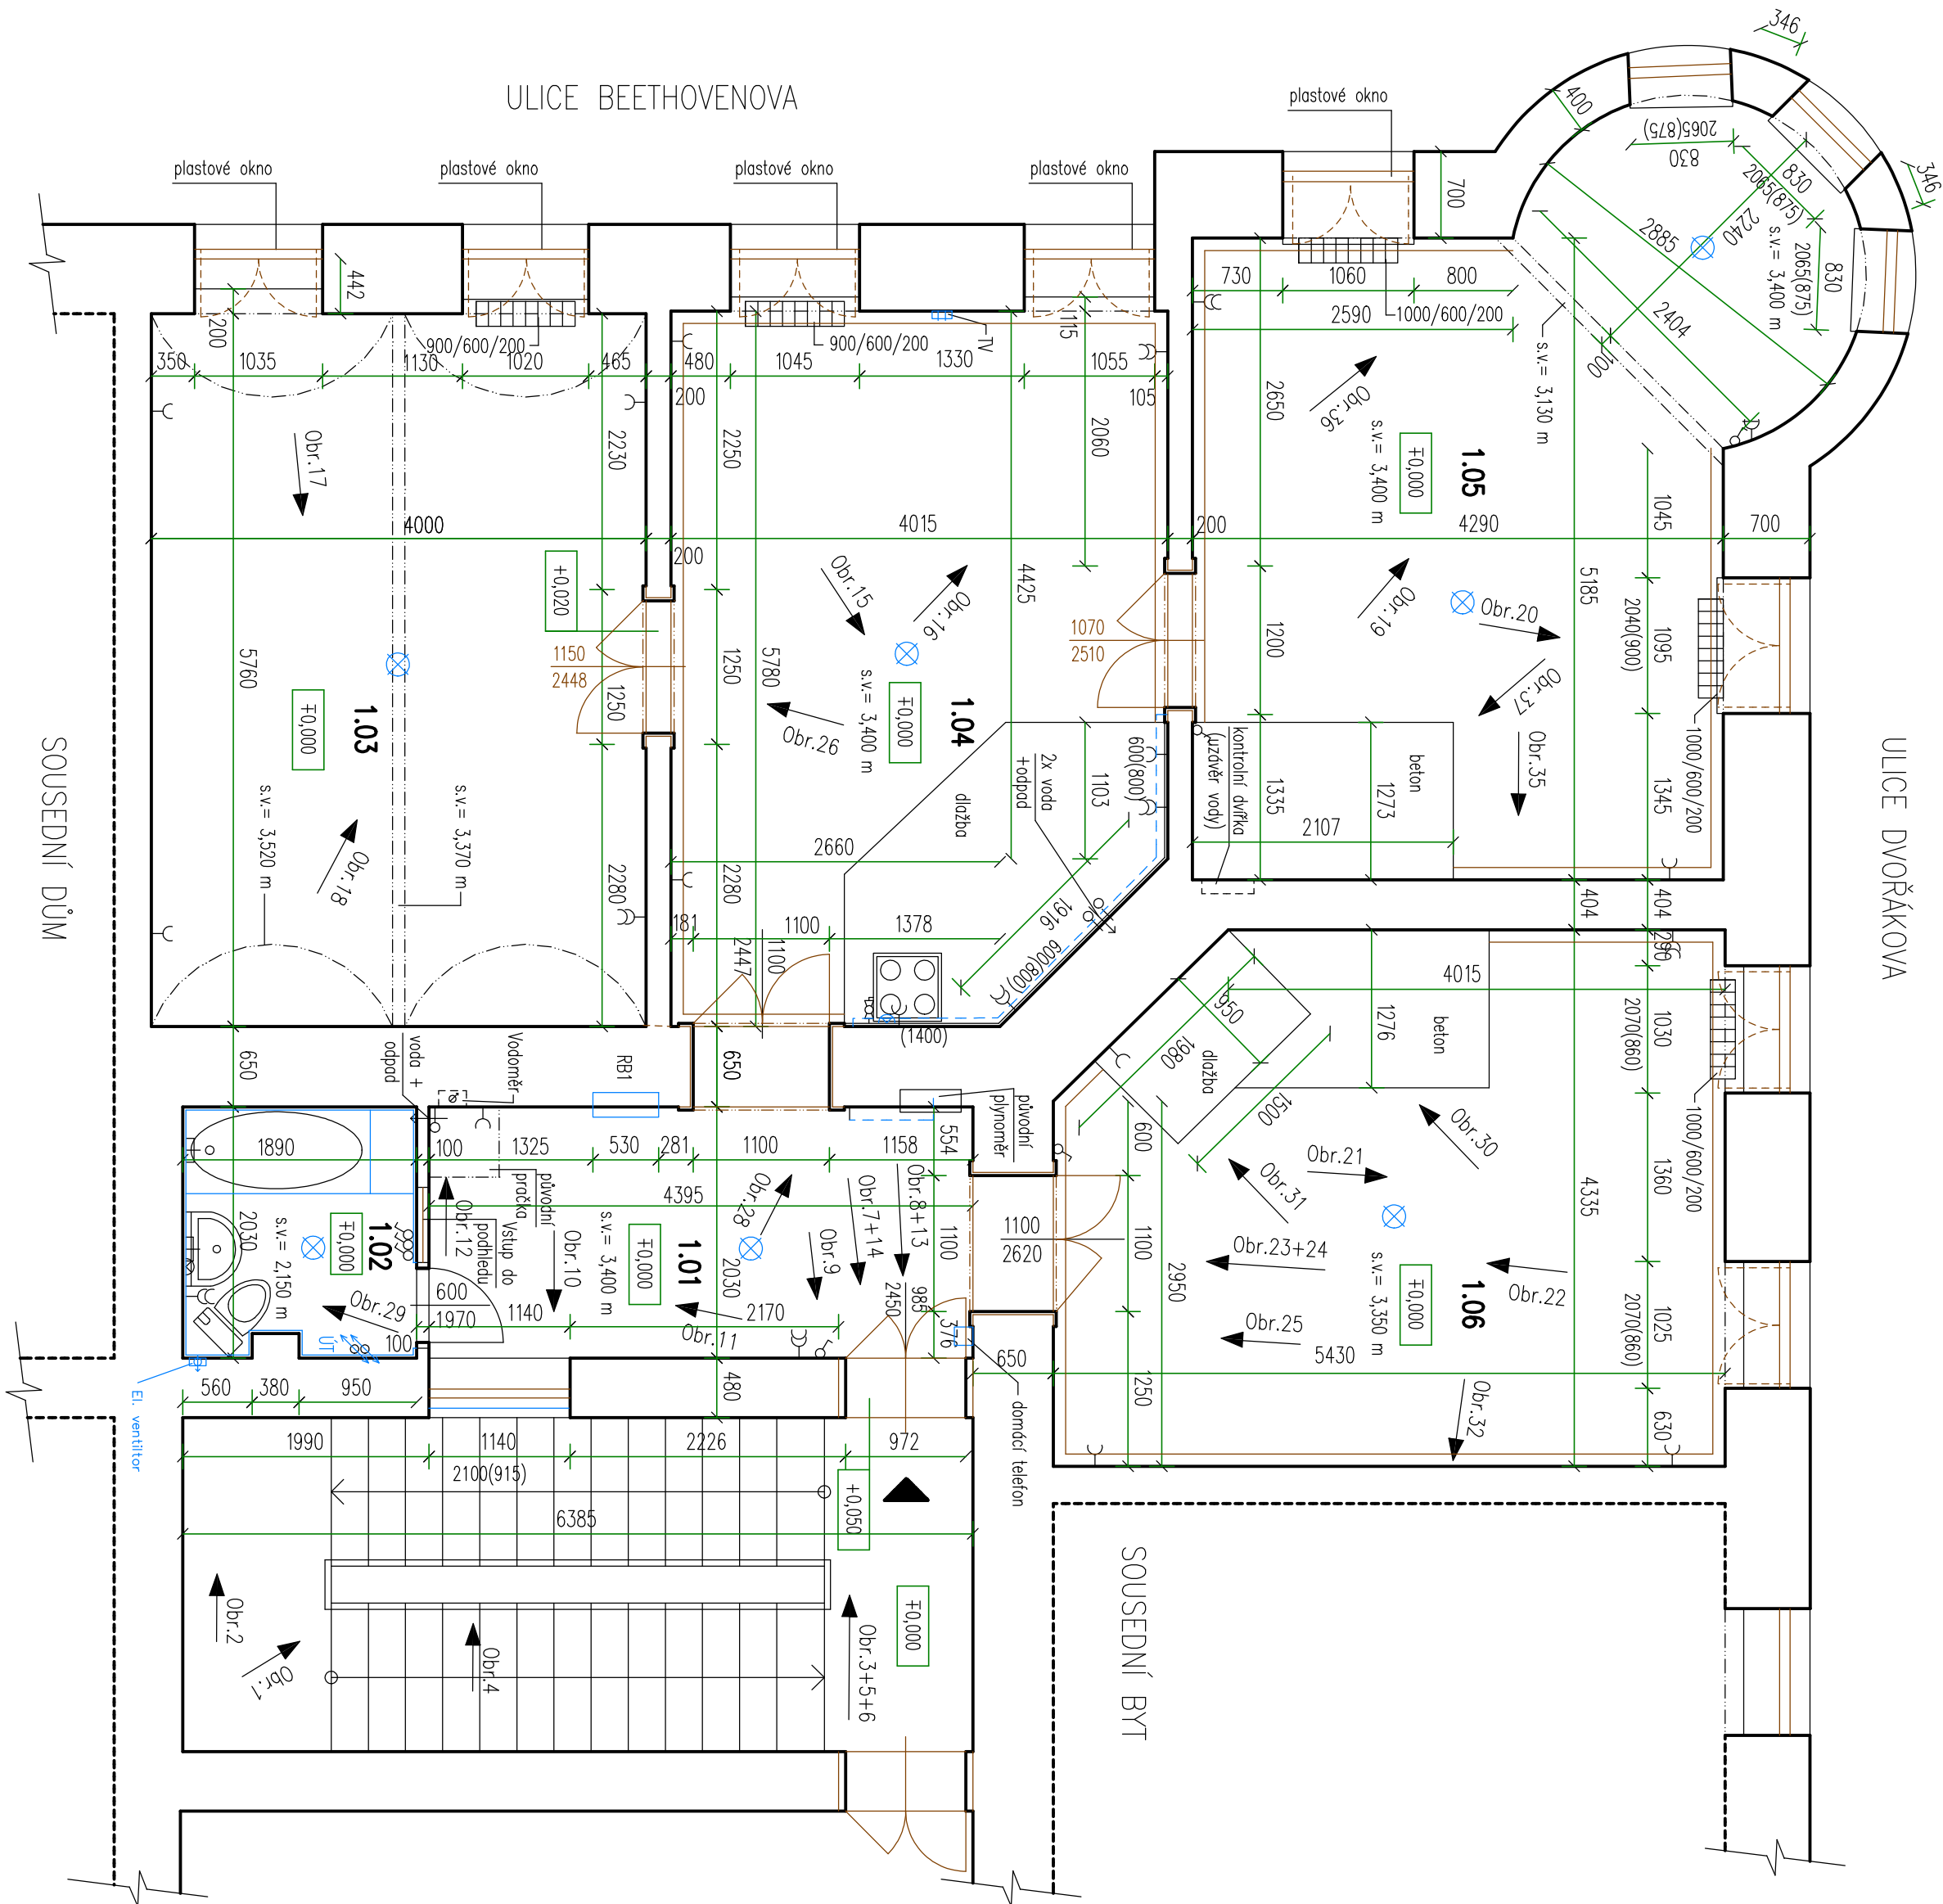 ULICE BEETHOVENOVA
plastové okno
plastové okno
plastové okno
plastové okno
plastové okno
346
346
400
2065(875)
830
830
2065(875)
2240
2885
s.v.= 3,400 m
2065(875)
830
2404
700
100
s.v.= 3,130 m
730
1060
800
2590
1000/600/200
442
200
900/600/200
900/600/200
TV
115
350
1035
1130
1020
465
480
1045
1330
1055
200
105
2230
2250
2060
2650
Obr.17
Obr.36
s.v.= 3,400 m
∓0,000
1.05
1045
4000
200
4015
200
4290
700
+0,020
Obr.15
Obr.16
4425
Obr.19
Obr.20
5185
2040(900)
1095
1150
2448
1250
1250
5780
1070
2510
1200
Obr.37
5760
∓0,000
1.03
s.v.= 3,400 m
∓0,000
1.04
Obr.26
Obr.35
1000/600/200
1345
ULICE DVOŘÁKOVA
SOUSEDNÍ DŮM
s.v.= 3,520 m
s.v.= 3,370 m
Obr.18
2280
2280
dlažba
2x voda
+odpad
1103
600(800)
kontrolní dvířka
(uzávěr vody)
1335
1273
beton
2107
2660
181
1100
1378
1100
2447
1916
600(800)
(1400)
404
404
290
4015
950
1980
dlažba
1276
beton
1500
2070(860)
1030
1000/600/200
650
voda +
odpad
Vodoměr
RB1
650
původní
plynoměr
1890
100
1325
530
281
1100
1158
554
600
2950
Obr.30
Obr.21
Obr.31
4335
1360
4395
původní
pračka
Obr.12
Vstup do
podhledu
Obr.10
s.v.= 3,400 m
∓0,000
1.01
Obr.28
2030
Obr.9
Obr.7+14
Obr.8+13
1100
1100
2620
1100
Obr.23+24
Obr.22
2030
s.v.= 2,150 m
∓0,000
1.02
Obr.29
600
1970
1140
2170
Obr.11
985
2450
376
100
ÚT
s.v.= 3,350 m
∓0,000
1.06
Obr.25
5430
2070(860)
1025
650
1250
630
Obr.32
560
380
950
480
El. ventiltor
domácí telefon
1990
1140
2226
972
2100(915)
6385
+0,050
∓0,000
Obr.2
Obr.1
Obr.4
Obr.3+5+6
SOUSEDNÍ BYT